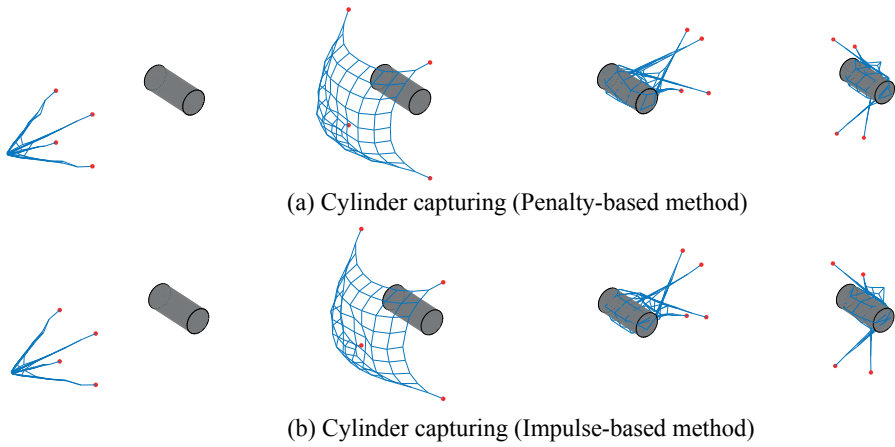 (a) Cylinder capturing (Penalty-based method)
(b) Cylinder capturing (Impulse-based method)